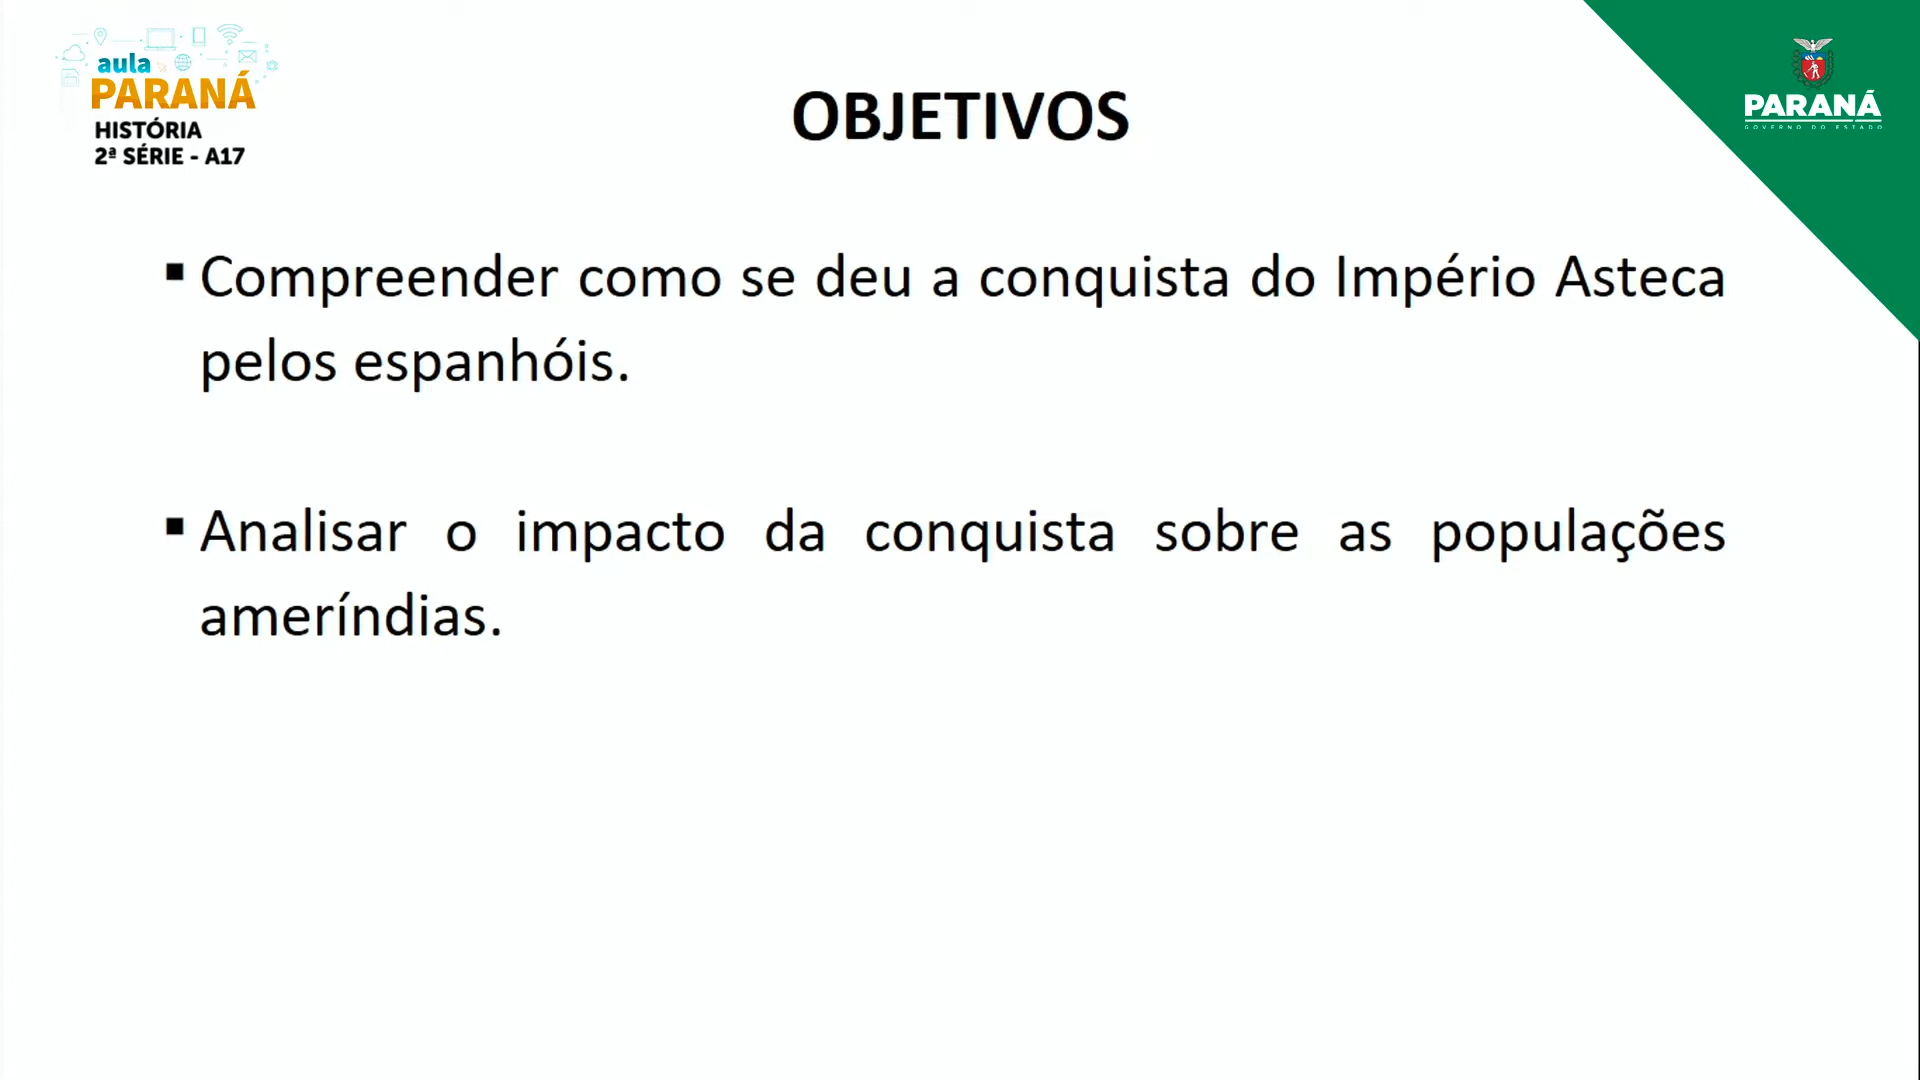 aula
PARANÁ
HISTÓRIA
2ª SÉRIE - A17
OBJETIVOS
PARANÁ
GOVERNO DO ESTADO
▪ Compreender como se deu a conquista do Império Asteca
pelos espanhóis.
▪ Analisar o impacto da conquista sobre as populações
ameríndias.